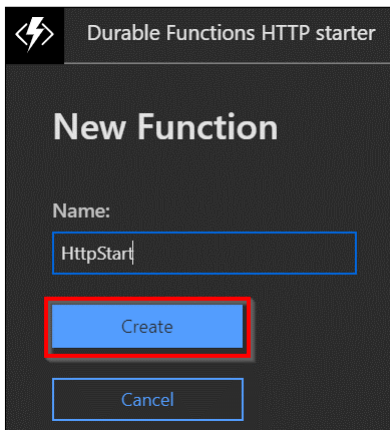 Durable Functions HTTP starter
New Function
Name:
HttpStart
Create
Cancel